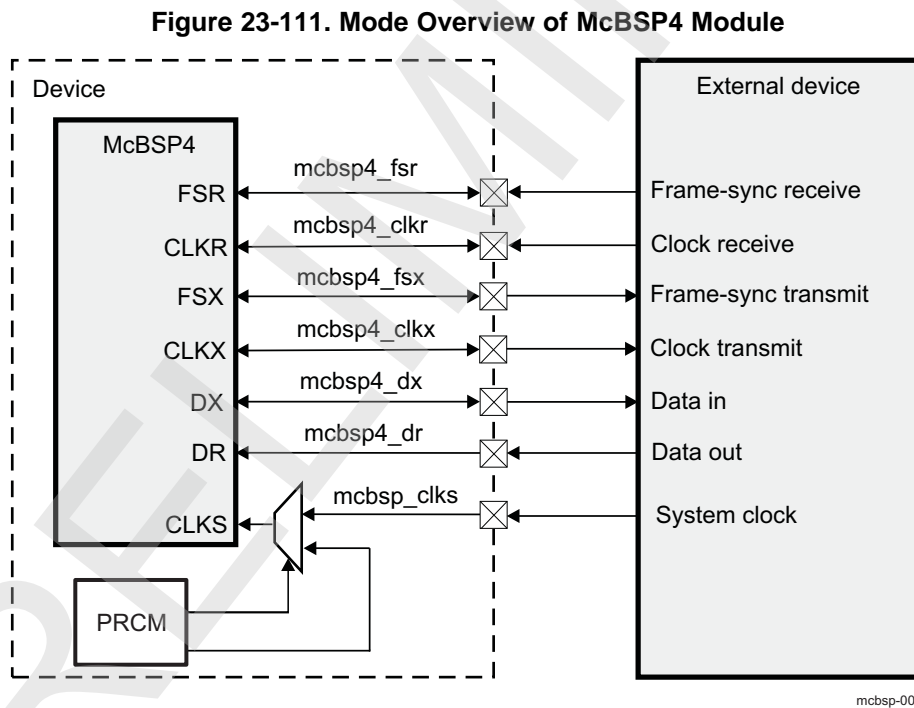 Figure 23-111. Mode Overview of McBSP4 Module
Device
External device
McBSP4
mcbsp4_fsr
FSR
Frame-sync receive
mcbsp4_clkr
CLKR
Clock receive
mcbsp4_fsx
FSX
Frame-sync transmit
mcbsp4_clkx
CLKX
Clock transmit
mcbsp4_dx
DX
Data in
mcbsp4_dr
DR
Data out
mcbsp_clks
CLKS
System clock
PRCM
mcbsp-00